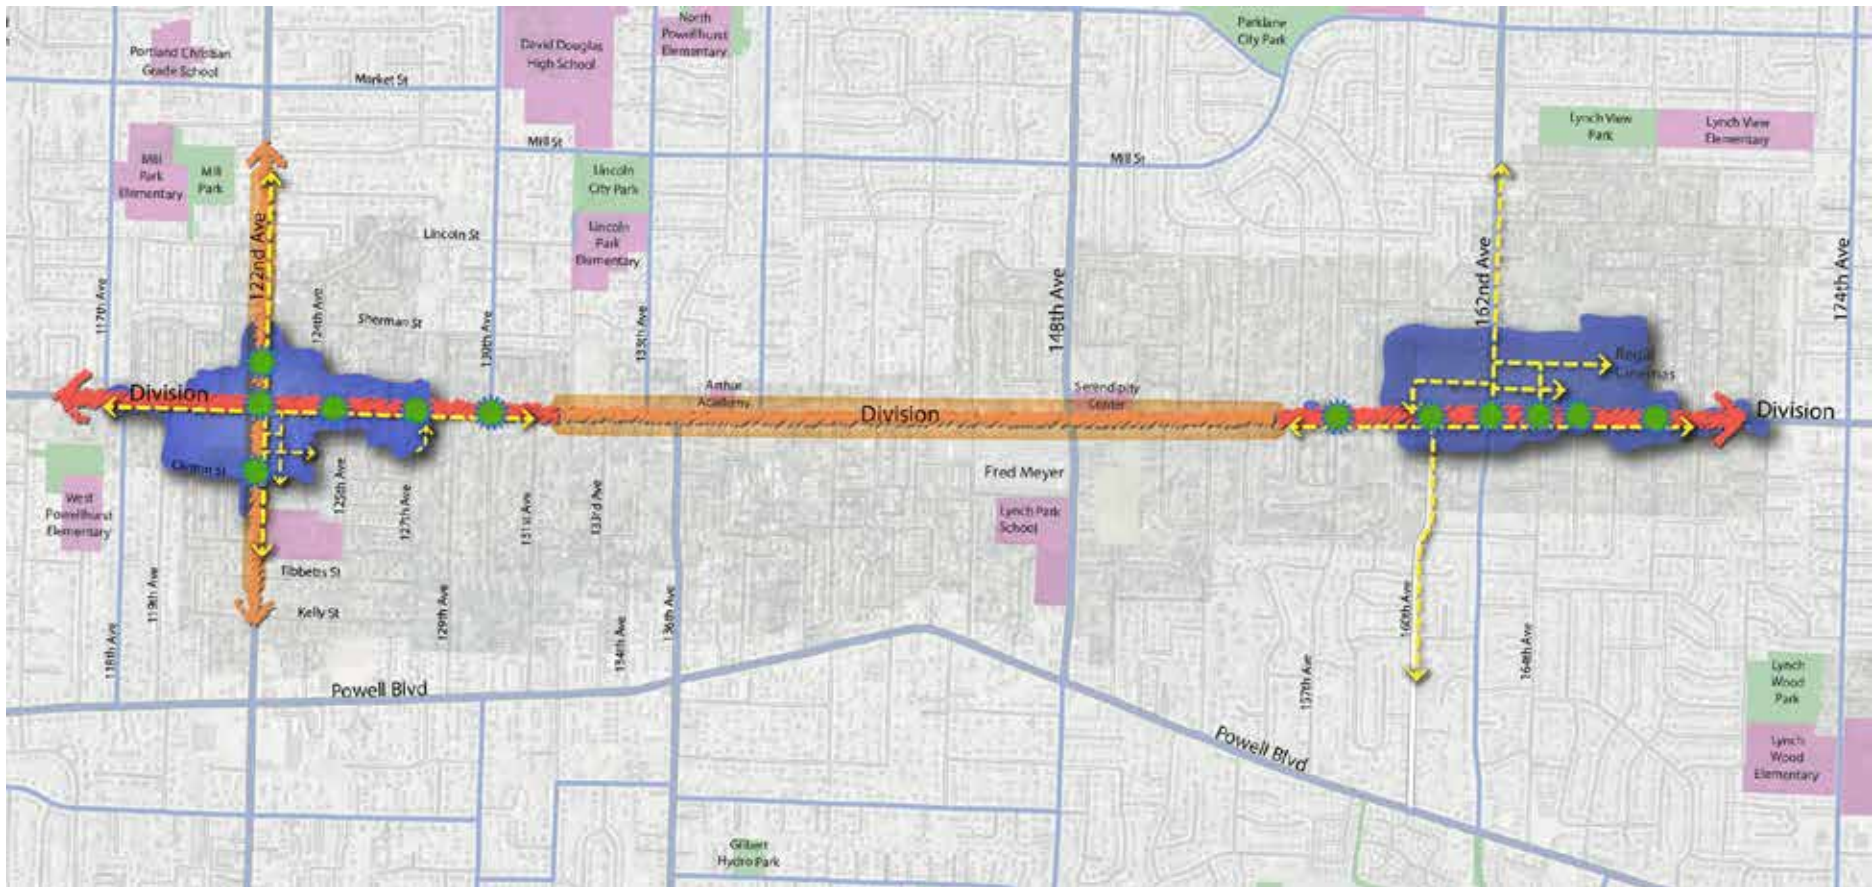 Portland Christian
Grade School
Market St
David Douglas
High School
North
Powellhurst
Elementary
Parklane
City Park
Lynch View
Park
Lynch View
Elementary
Mill St
Mill St
Mill
Park
Elementary
Mill
Park
Lincoln
City Park
Lincoln
Park
Elementary
Lincoln St
122nd Ave
117th Ave
124th Ave
Sherman St
130th Ave
135th Ave
148th Ave
162nd Ave
174th Ave
Regal
Cinemas
Division
Arthur
Academy
Division
Serendipity
Center
Division
Clinton St
West
Powellhurst
Elementary
125th Ave
127th Ave
131st Ave
133rd Ave
Fred Meyer
Lynch Park
School
Tibbetts St
Kelly St
119th Ave
118th Ave
129th Ave
134th Ave
136th Ave
160th Ave
157th Ave
164th Ave
Powell Blvd
Powell Blvd
Lynch
Wood
Park
Lynch
Wood
Elementary
Gilbert
Hydro Park